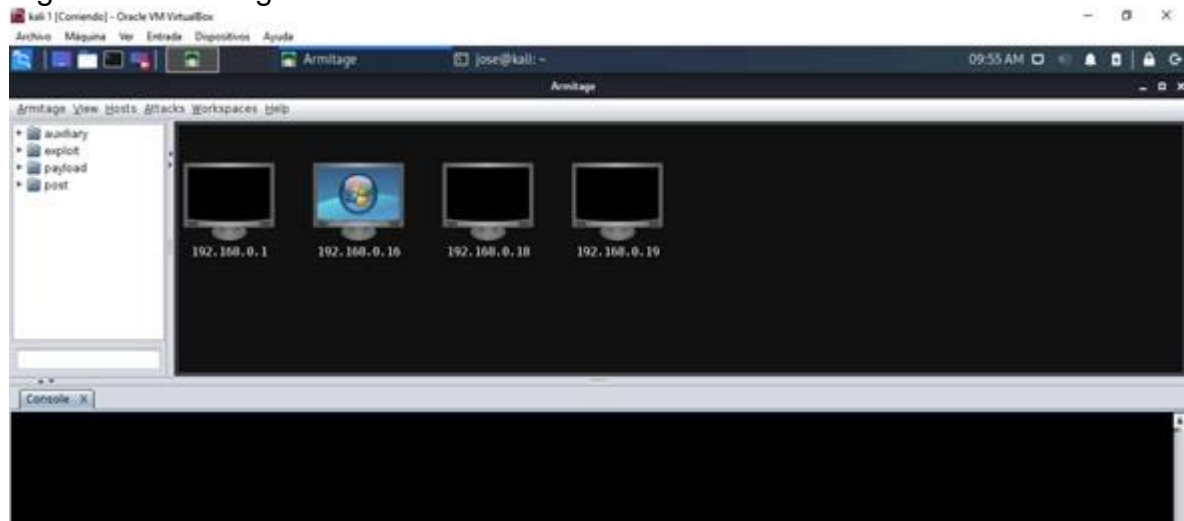 kali 1 [Corriendo] - Oracle VM VirtualBox
Archivo Máquina Ver Entrada Dispositivos Ayuda
Armitage jose@kali: ~ 09:55 AM
Armitage
Armitage View Hosts Attacks Workspaces Help
auxiliary
exploit
payload
post
192.168.0.1 192.168.0.16 192.168.0.18 192.168.0.19
Console X